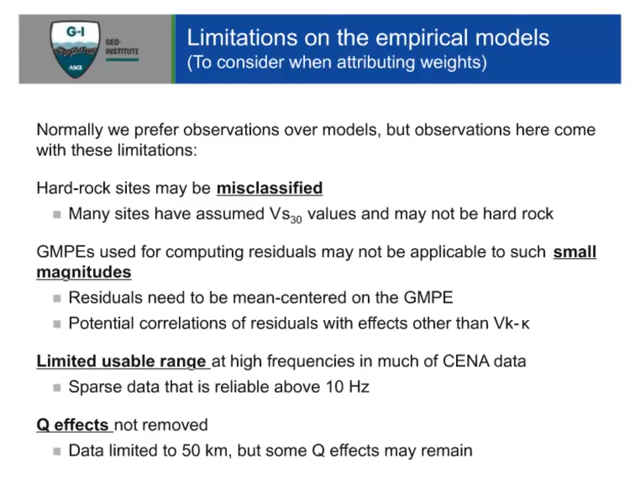 G-I
GEO-
INSTITUTE
ASCE
Limitations on the empirical models
(To consider when attributing weights)
Normally we prefer observations over models, but observations here come
with these limitations:
Hard-rock sites may be misclassified
Many sites have assumed Vs30 values and may not be hard rock
GMPEs used for computing residuals may not be applicable to such small
magnitudes
Residuals need to be mean-centered on the GMPE
Potential correlations of residuals with effects other than Vk-κ
Limited usable range at high frequencies in much of CENA data
Sparse data that is reliable above 10 Hz
Q effects not removed
Data limited to 50 km, but some Q effects may remain